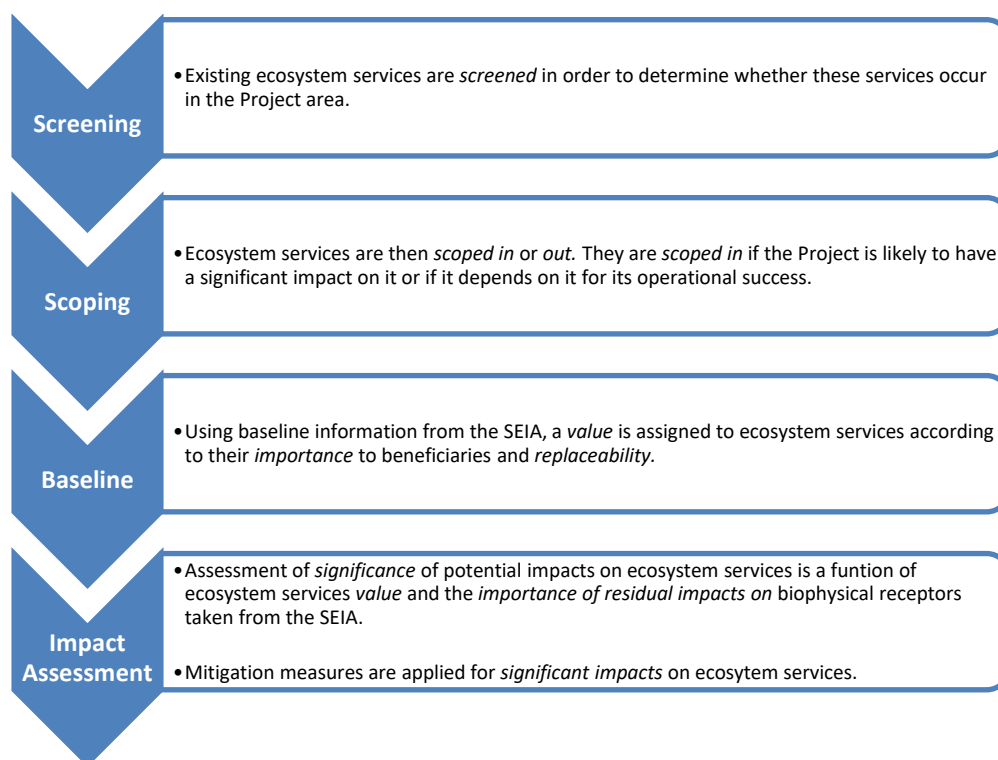 Screening
•Existing ecosystem services are screened in order to determine whether these services occur
in the Project area.
Scoping
•Ecosystem services are then scoped in or out. They are scoped in if the Project is likely to have
a significant impact on it or if it depends on it for its operational success.
Baseline
•Using baseline information from the SEIA, a value is assigned to ecosystem services according
to their importance to beneficiaries and replaceability.
Impact
Assessment
•Assessment of significance of potential impacts on ecosystem services is a funtion of
ecosystem services value and the importance of residual impacts on biophysical receptors
taken from the SEIA.
•Mitigation measures are applied for significant impacts on ecosytem services.